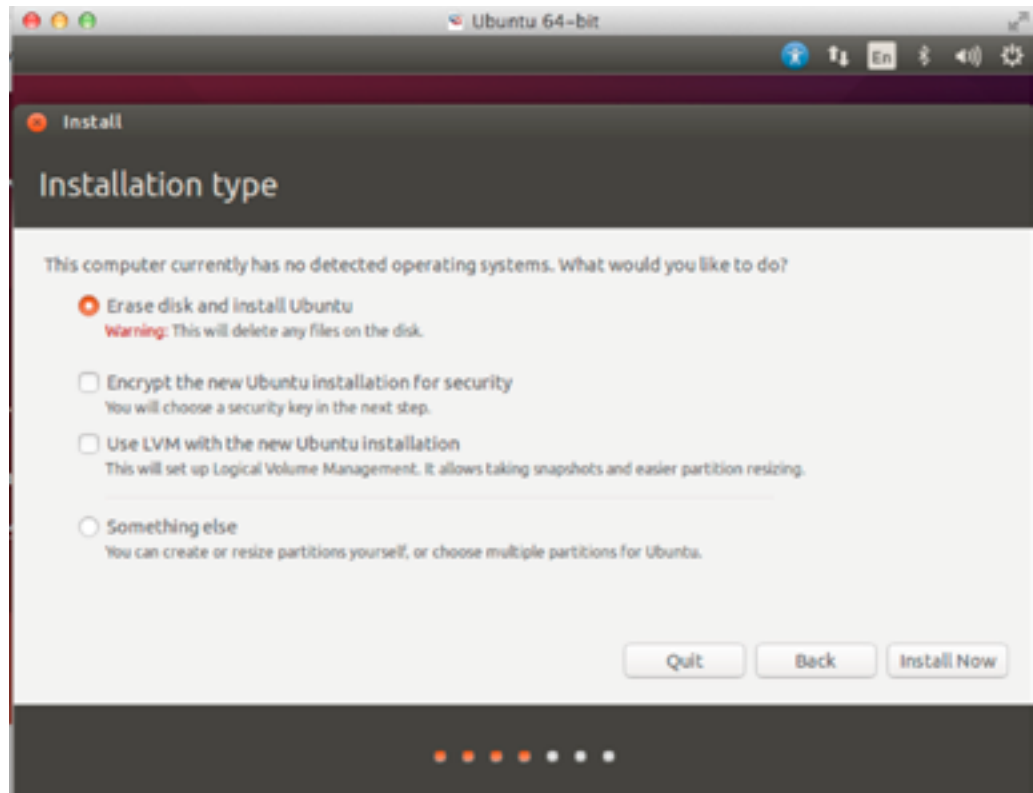 Ubuntu 64-bit
En
Install
Installation type
This computer currently has no detected operating systems. What would you like to do?
Erase disk and install Ubuntu
Warning: This will delete any files on the disk.
Encrypt the new Ubuntu installation for security
You will choose a security key in the next step.
Use LVM with the new Ubuntu installation
This will set up Logical Volume Management. It allows taking snapshots and easier partition resizing.
Something else
You can create or resize partitions yourself, or choose multiple partitions for Ubuntu.
Quit Back Install Now